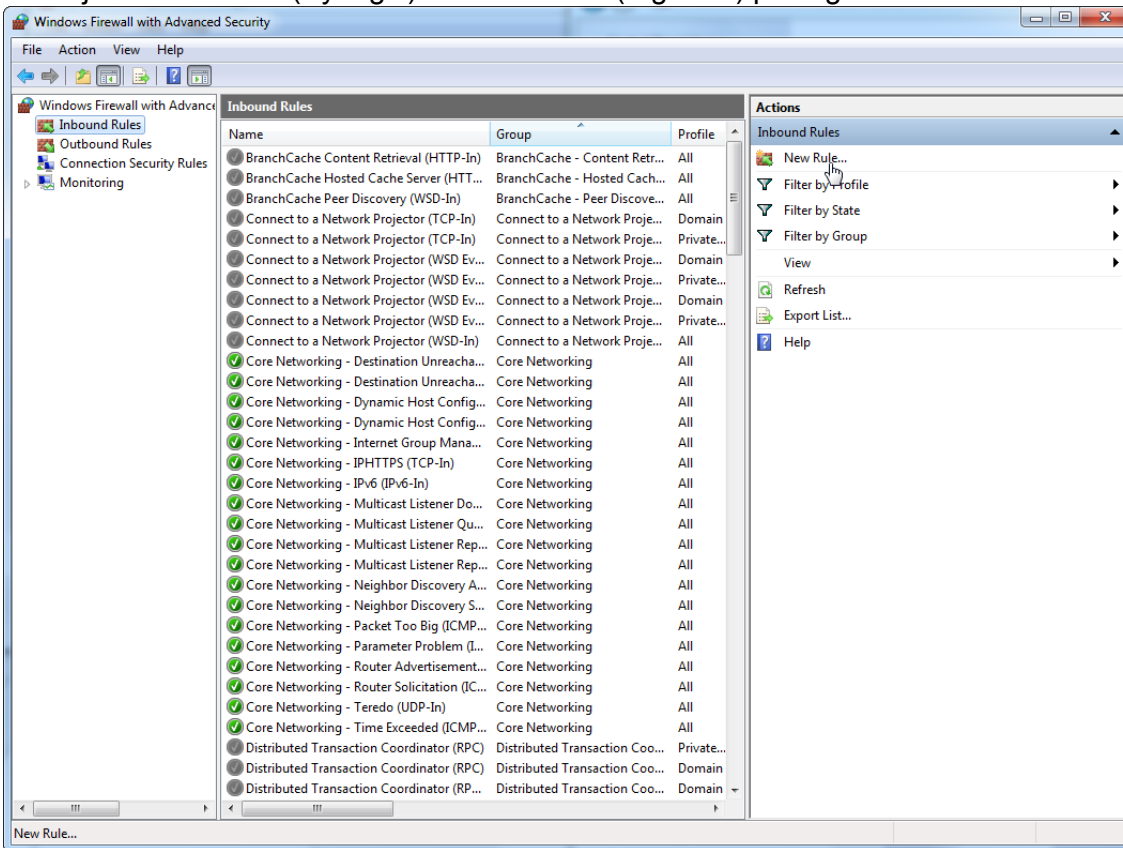 Windows Firewall with Advanced Security
File Action View Help
Windows Firewall with Advance
Inbound Rules
Outbound Rules
Connection Security Rules
Monitoring
Inbound Rules
Name Group Profile
BranchCache Content Retrieval (HTTP-In) BranchCache - Content Retr... All
BranchCache Hosted Cache Server (HTT... BranchCache - Hosted Cach... All
BranchCache Peer Discovery (WSD-In) BranchCache - Peer Discove... All
Connect to a Network Projector (TCP-In) Connect to a Network Proje... Domain
Connect to a Network Projector (TCP-In) Connect to a Network Proje... Private...
Connect to a Network Projector (WSD Ev... Connect to a Network Proje... Domain
Connect to a Network Projector (WSD Ev... Connect to a Network Proje... Private...
Connect to a Network Projector (WSD Ev... Connect to a Network Proje... Domain
Connect to a Network Projector (WSD Ev... Connect to a Network Proje... Private...
Connect to a Network Projector (WSD-In) Connect to a Network Proje... All
Core Networking - Destination Unreacha... Core Networking All
Core Networking - Destination Unreacha... Core Networking All
Core Networking - Dynamic Host Config... Core Networking All
Core Networking - Dynamic Host Config... Core Networking All
Core Networking - Internet Group Mana... Core Networking All
Core Networking - IPHTTPS (TCP-In) Core Networking All
Core Networking - IPv6 (IPv6-In) Core Networking All
Core Networking - Multicast Listener Do... Core Networking All
Core Networking - Multicast Listener Qu... Core Networking All
Core Networking - Multicast Listener Rep... Core Networking All
Core Networking - Multicast Listener Rep... Core Networking All
Core Networking - Neighbor Discovery A... Core Networking All
Core Networking - Neighbor Discovery S... Core Networking All
Core Networking - Packet Too Big (ICMP... Core Networking All
Core Networking - Parameter Problem (I... Core Networking All
Core Networking - Router Advertisement... Core Networking All
Core Networking - Router Solicitation (IC... Core Networking All
Core Networking - Teredo (UDP-In) Core Networking All
Core Networking - Time Exceeded (ICMP... Core Networking All
Distributed Transaction Coordinator (RPC) Distributed Transaction Coo... Private...
Distributed Transaction Coordinator (RPC) Distributed Transaction Coo... Domain
Distributed Transaction Coordinator (RP... Distributed Transaction Coo... Domain
Actions
Inbound Rules
New Rule...
Filter by Profile
Filter by State
Filter by Group
View
Refresh
Export List...
Help
New Rule...